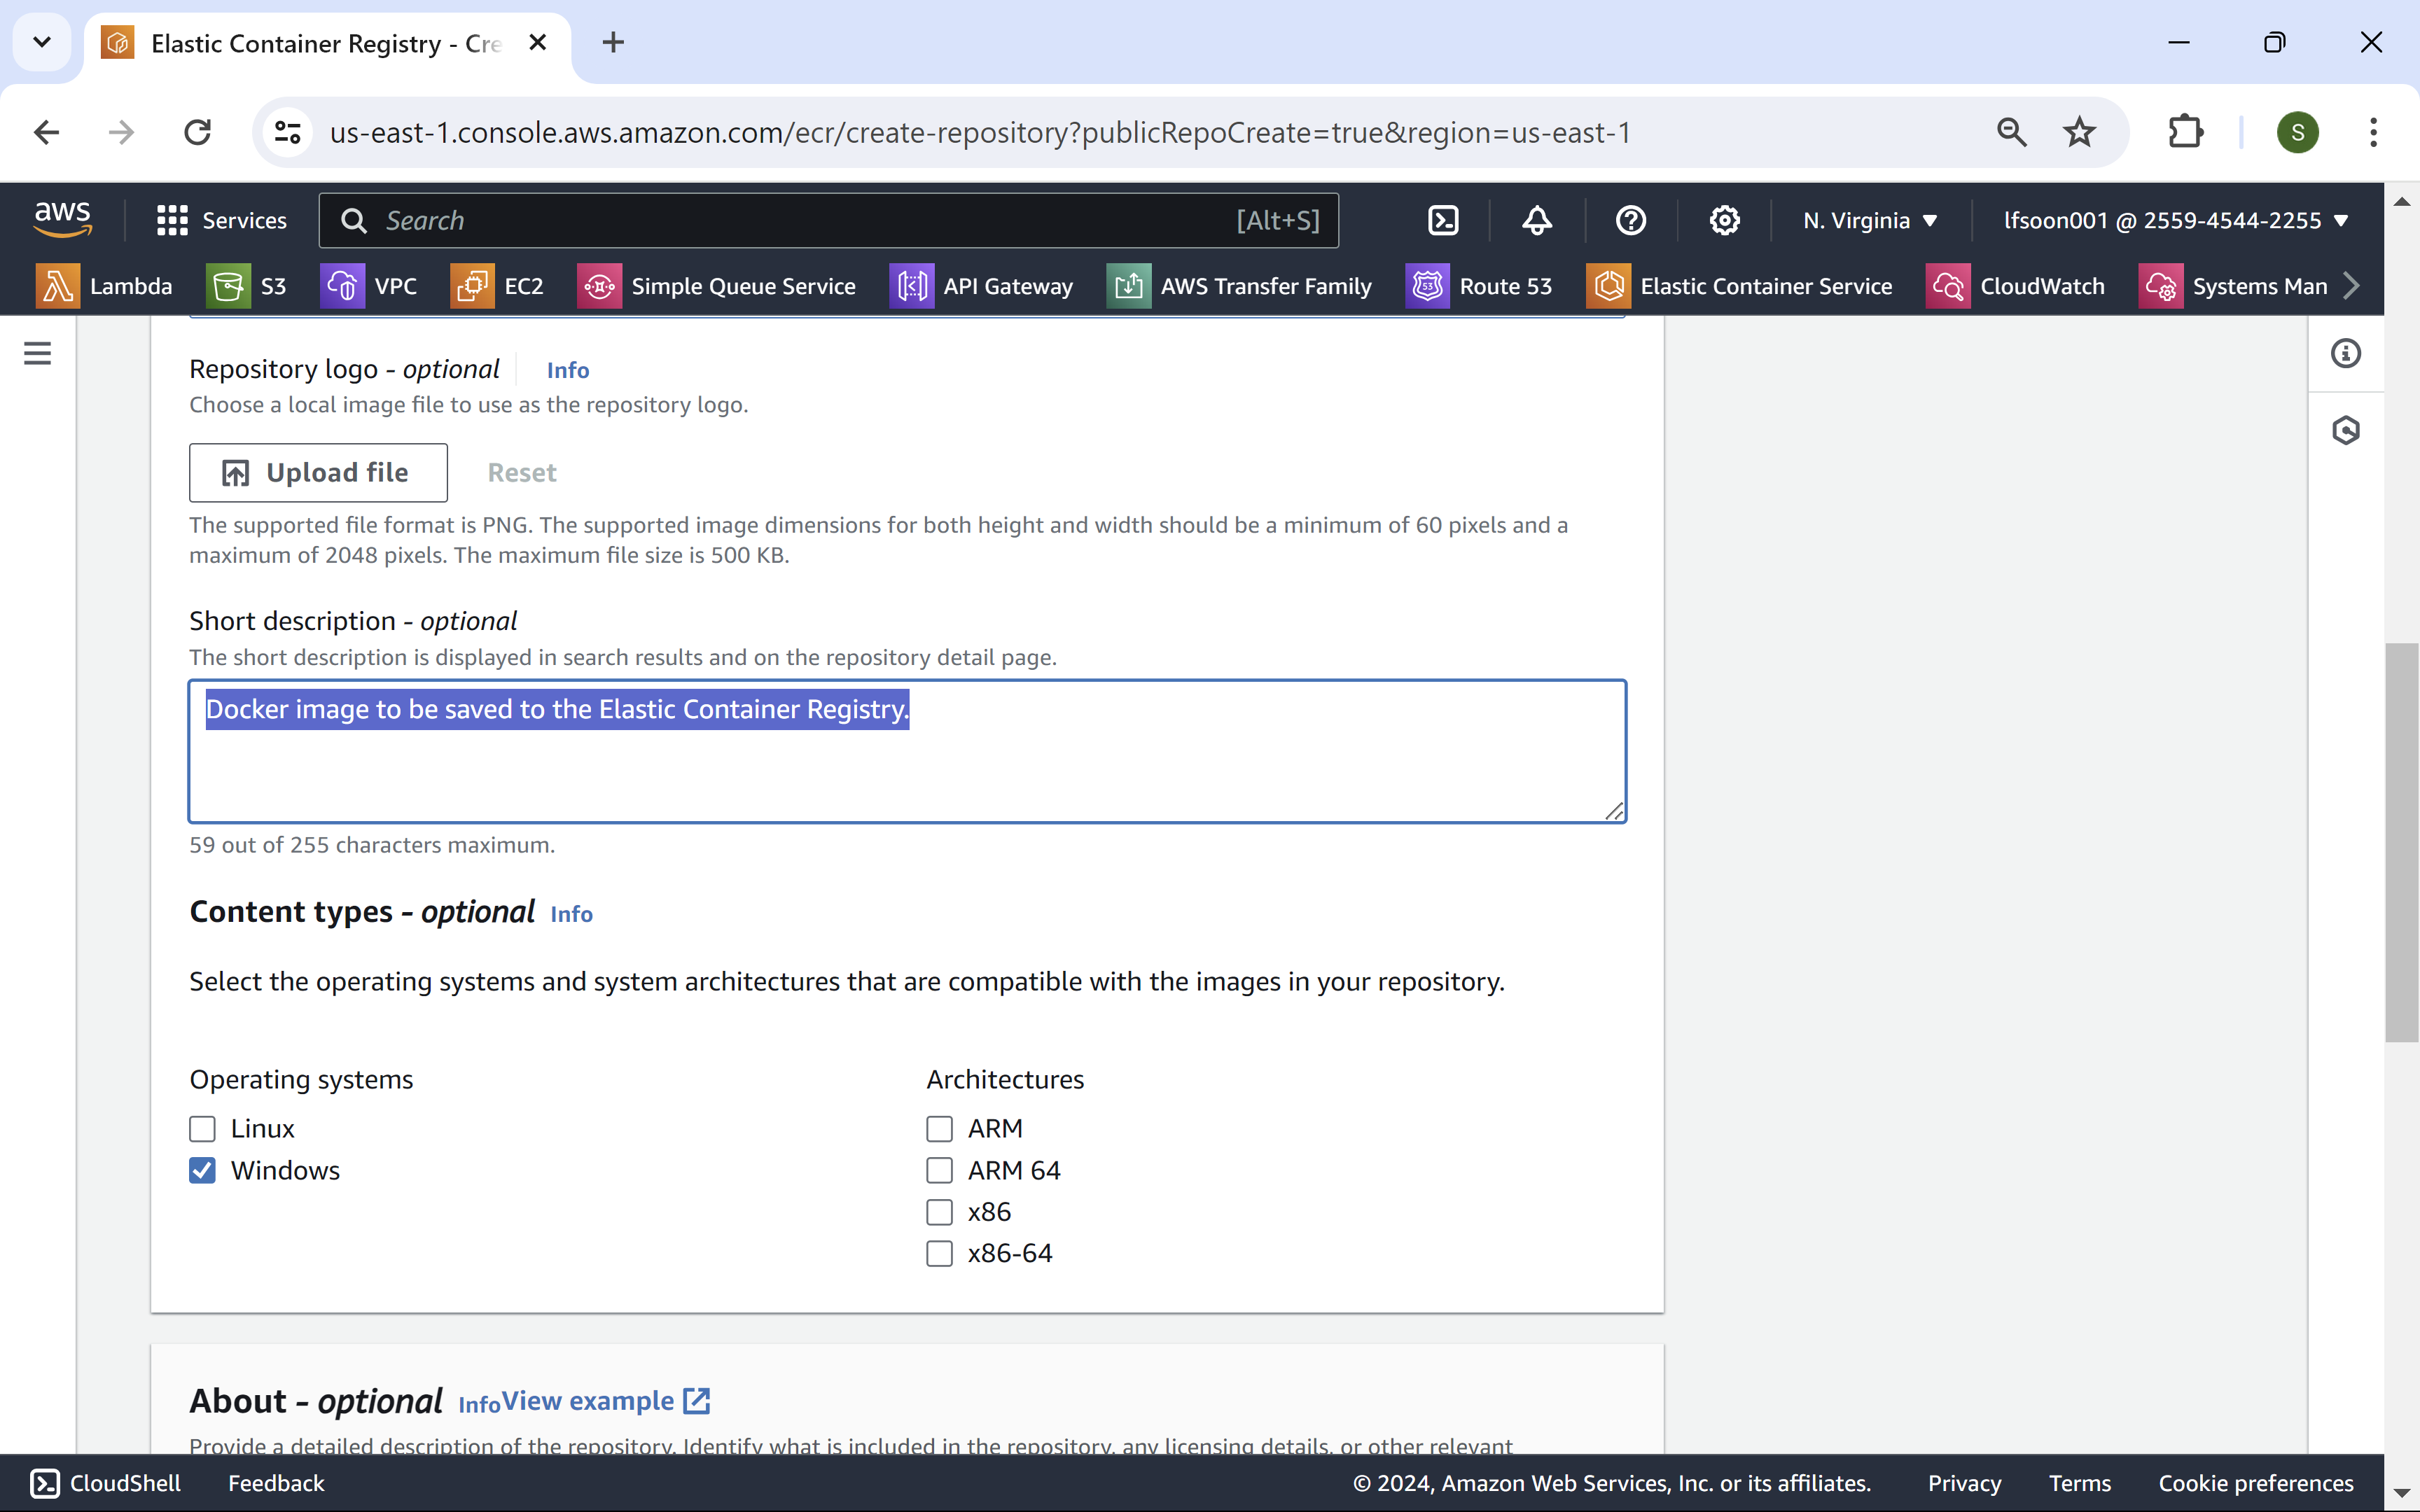 Elastic Container Registry - Cre
us-east-1.console.aws.amazon.com/ecr/create-repository?publicRepoCreate=true&region=us-east-1
S
aws
Services
Search
[Alt+S]
N. Virginia
lfsoon001 @ 2559-4544-2255
Lambda
S3
VPC
EC2
Simple Queue Service
API Gateway
AWS Transfer Family
Route 53
Elastic Container Service
CloudWatch
Systems Man
Repository logo - optional
Info
Choose a local image file to use as the repository logo.
Upload file
Reset
The supported file format is PNG. The supported image dimensions for both height and width should be a minimum of 60 pixels and a
maximum of 2048 pixels. The maximum file size is 500 KB.
Short description - optional
The short description is displayed in search results and on the repository detail page.
Docker image to be saved to the Elastic Container Registry.
59 out of 255 characters maximum.
Content types - optional Info
Select the operating systems and system architectures that are compatible with the images in your repository.
Operating systems
Linux
Windows
Architectures
ARM
ARM 64
x86
x86-64
About - optional InfoView example
Provide a detailed description of the repository. Identify what is included in the repository, any licensing details, or other relevant
CloudShell
Feedback
© 2024, Amazon Web Services, Inc. or its affiliates.
Privacy
Terms
Cookie preferences